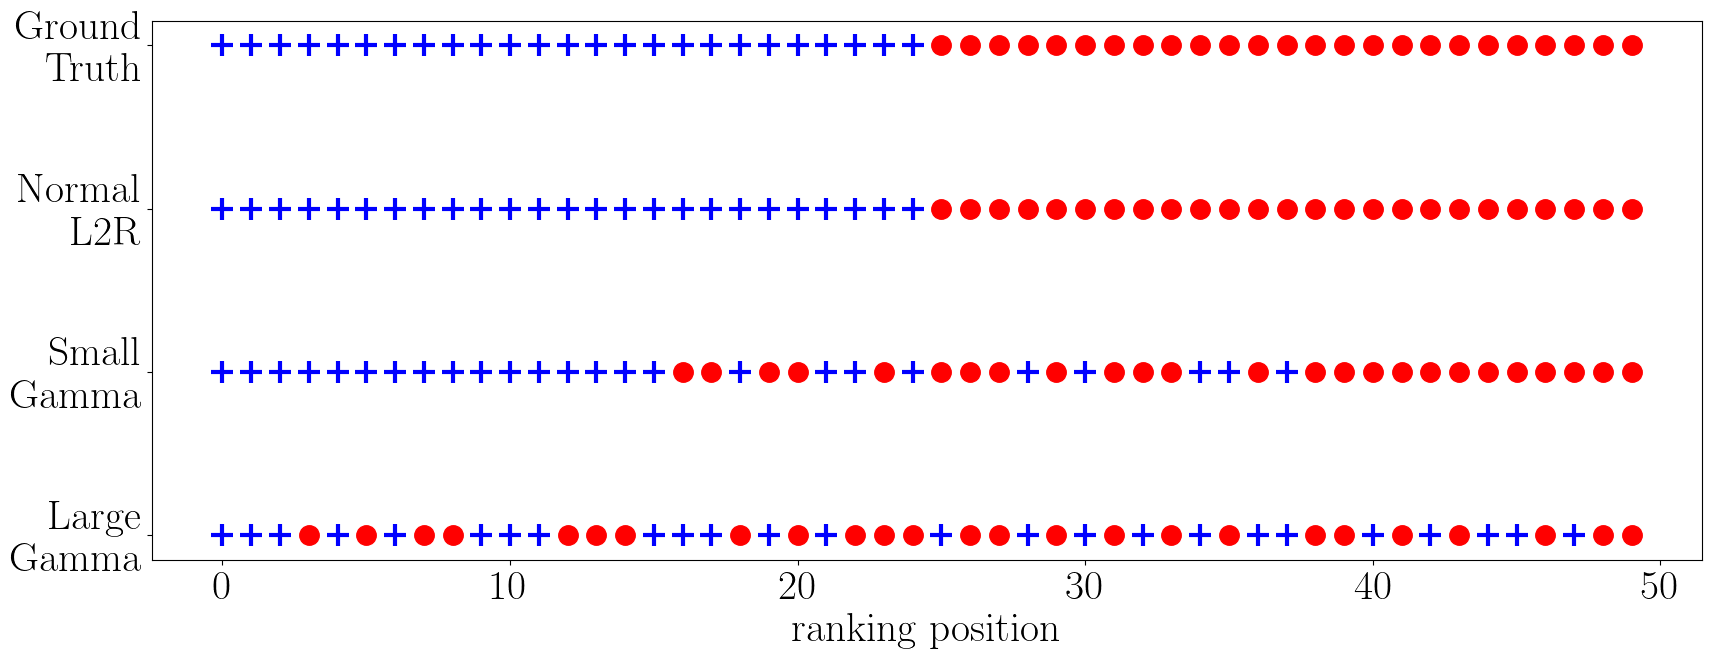 Ground
Truth
Normal
L2R
Small
Gamma
Large
Gamma
0 10 20 30 40 50
ranking position